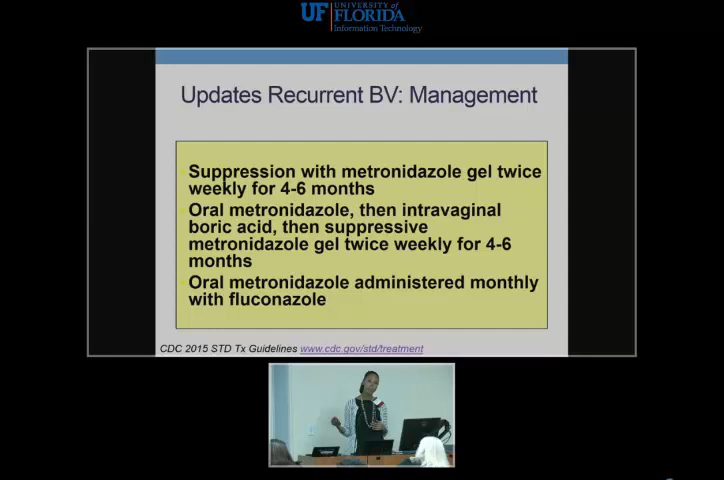 UF UNIVERSITY of
FLORIDA
Information Technology
Updates Recurrent BV: Management
Suppression with metronidazole gel twice
weekly for 4-6 months
Oral metronidazole, then intravaginal
boric acid, then suppressive
metronidazole gel twice weekly for 4-6
months
Oral metronidazole administered monthly
with fluconazole
CDC 2015 STD Tx Guidelines www.cdc.gov/std/treatment